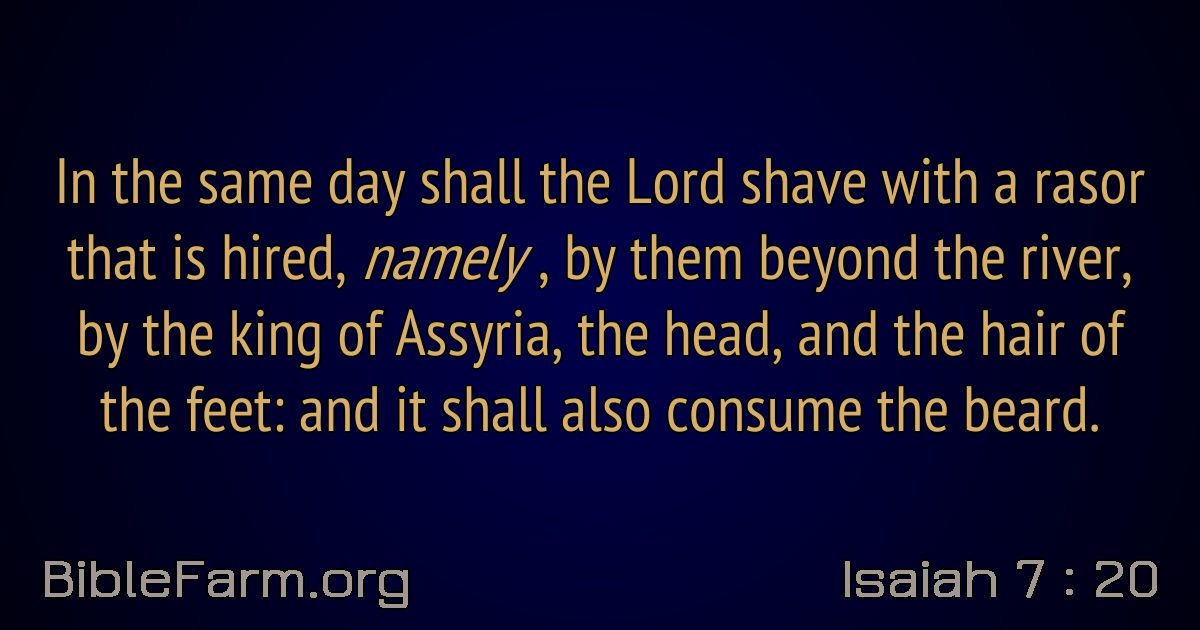 In the same day shall the Lord shave with a rasor
that is hired, namely , by them beyond the river,
by the king of Assyria, the head, and the hair of
the feet: and it shall also consume the beard.
BibleFarm.org
Isaiah 7 : 20